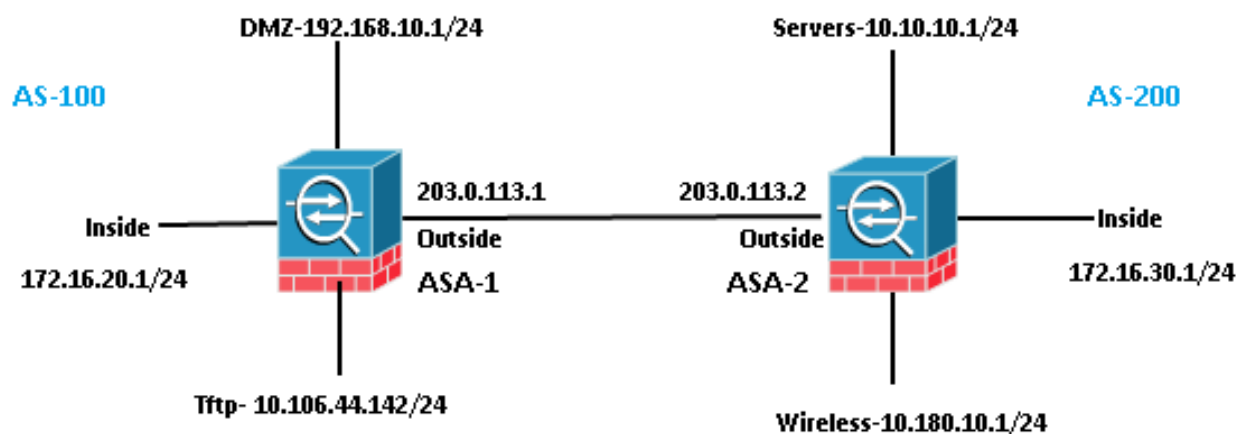 DMZ-192.168.10.1/24
Servers-10.10.10.1/24
AS-100
AS-200
203.0.113.1
203.0.113.2
Inside
Outside
Outside
Inside
172.16.20.1/24
ASA-1
ASA-2
172.16.30.1/24
Tftp- 10.106.44.142/24
Wireless-10.180.10.1/24